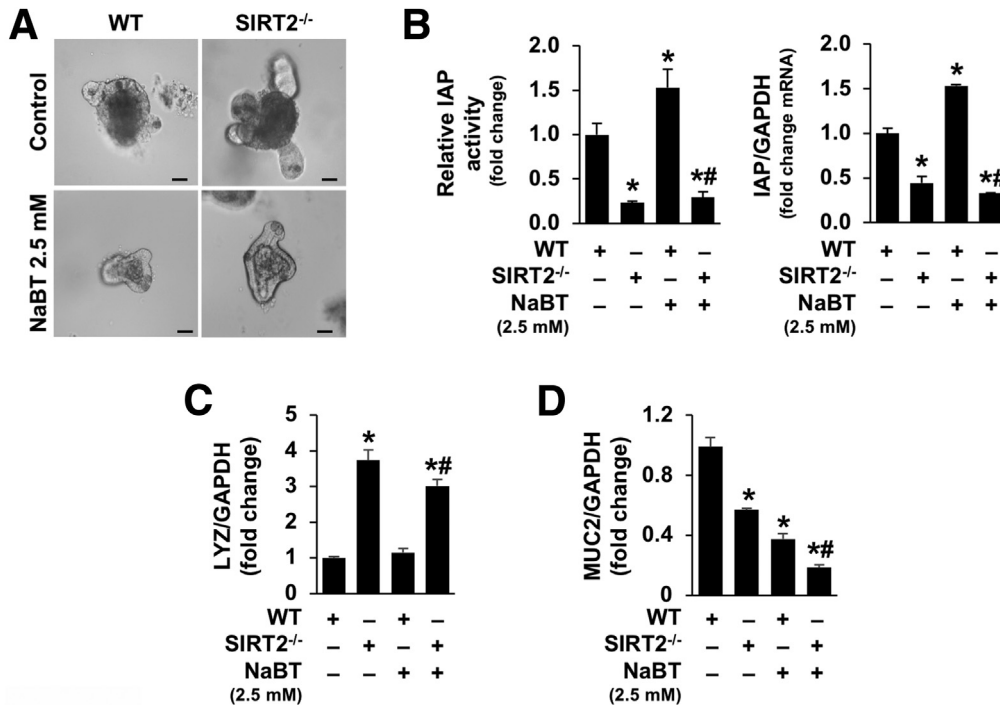 A
WT
SIRT2-/-
Control
NaBT 2.5 mM
B
Relative IAP
activity
(fold change)
2.0
1.5
1.0
0.5
0.0
*
*
*
*#
WT + – + –
SIRT2-/- – + – +
NaBT – – + +
(2.5 mM)
IAP/GAPDH
(fold change mRNA)
2.0
1.5
1.0
0.5
0.0
*
*
*
*#
+ – + –
SIRT2-/- – + – +
WT
NaBT – – + +
(2.5 mM)
C
LYZ/GAPDH
(fold change)
5
4
3
2
1
0
*
*#
WT + – + –
SIRT2-/- – + – +
NaBT – – + +
(2.5 mM)
D
MUC2/GAPDH
(fold change)
1.2
0.8
0.4
0
*
*
*#
WT + – + –
SIRT2-/- – + – +
NaBT – – + +
(2.5 mM)